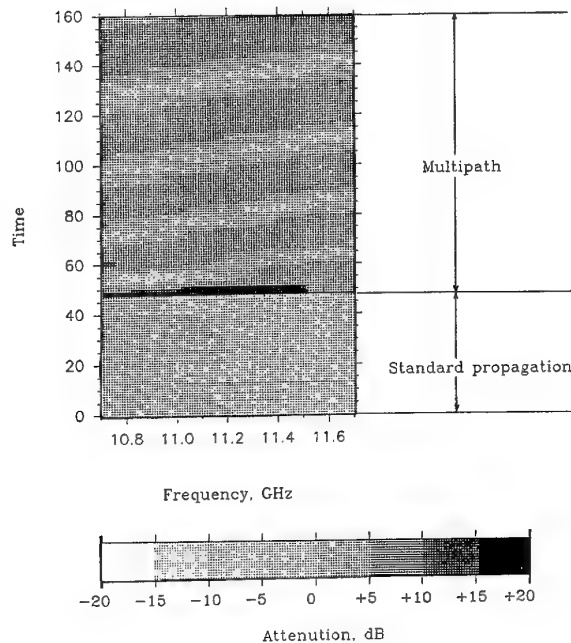 160
140
120
100
80
60
40
20
0
Time
Multipath
Standard propagation
10.8 11.0 11.2 11.4 11.6
Frequency, GHz
-20 -15 -10 -5 0 +5 +10 +15 +20
Attenution, dB